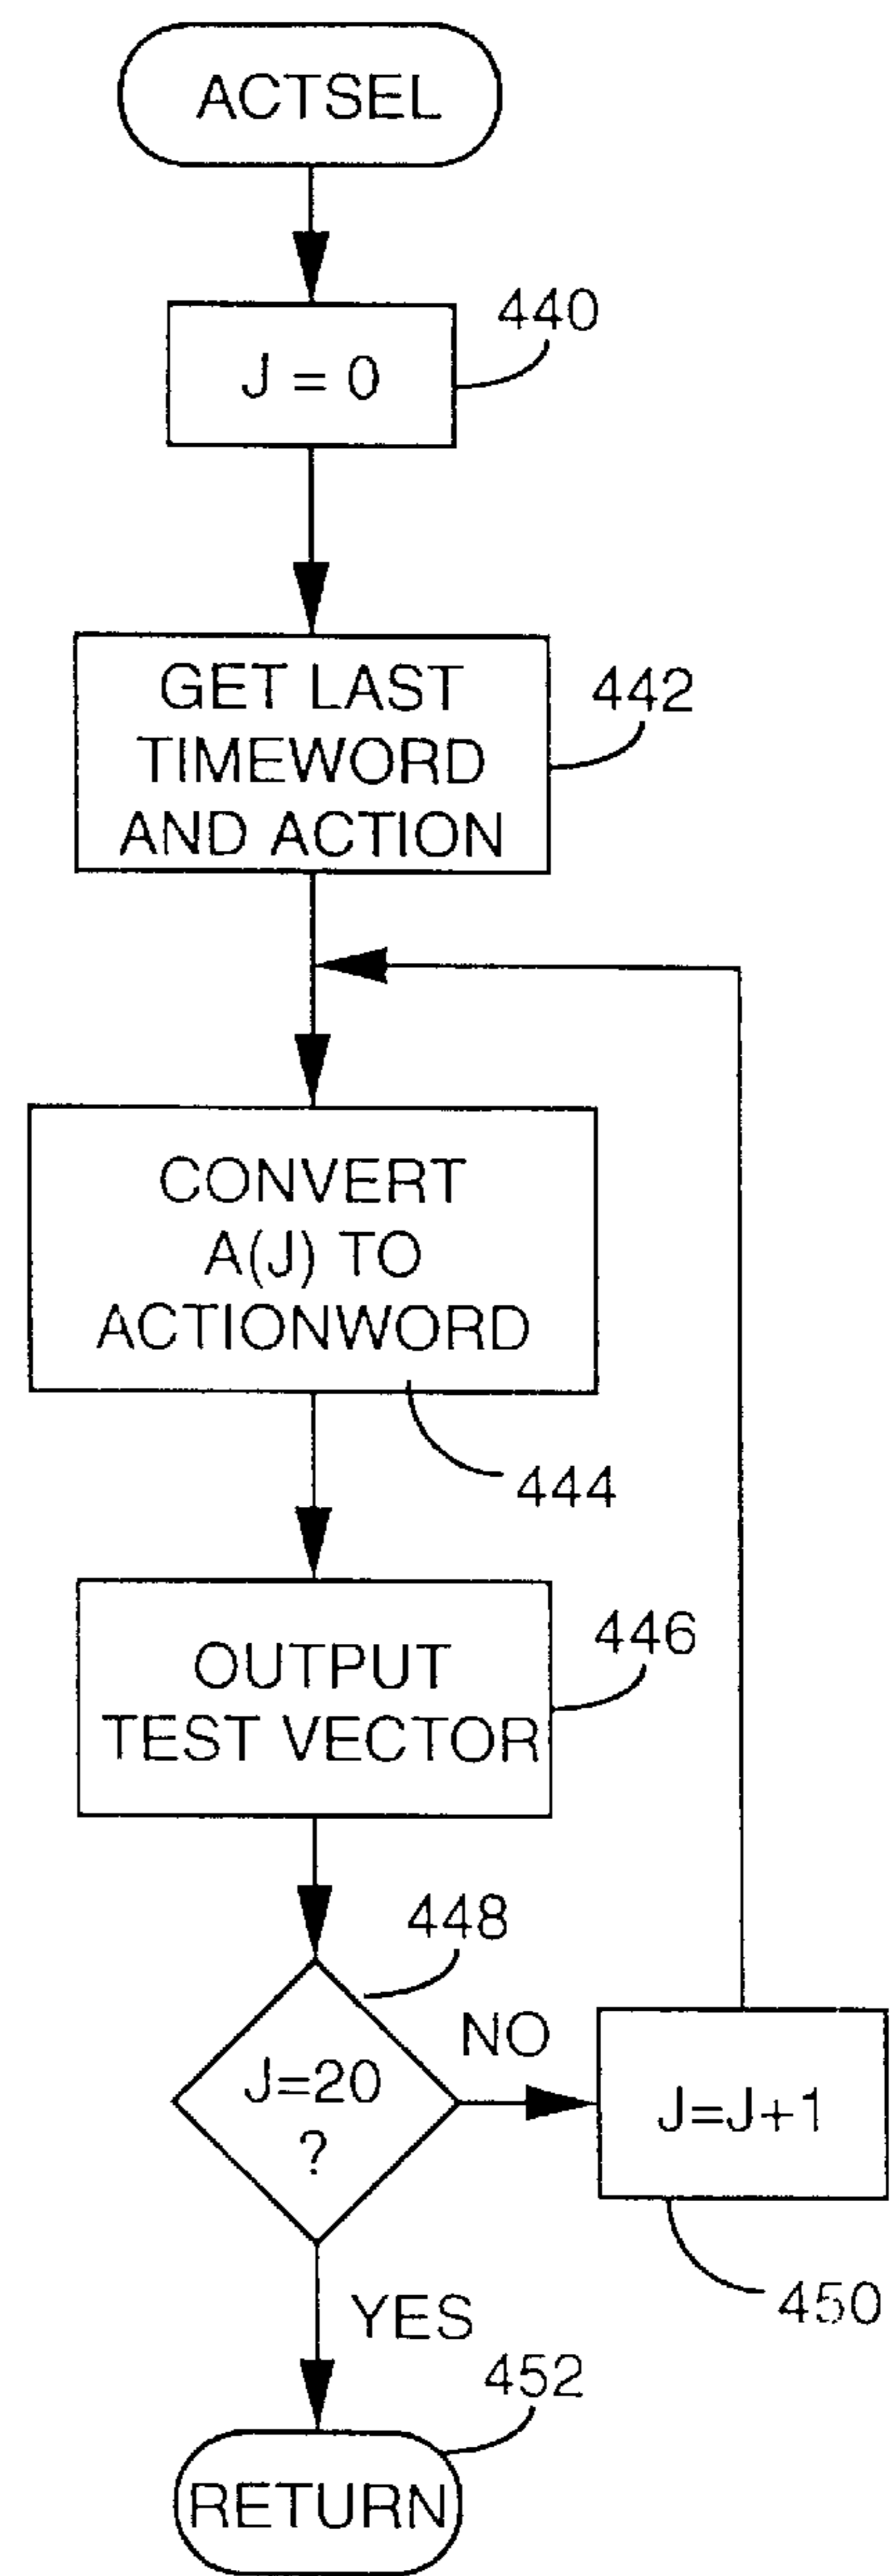 ACTSEL
440
J = 0
GET LAST
TIMEWORD
AND ACTION
442
CONVERT
A(J) TO
ACTIONWORD
444
OUTPUT
TEST VECTOR
446
448
J=20
?
NO
J=J+1
450
YES
452
RETURN